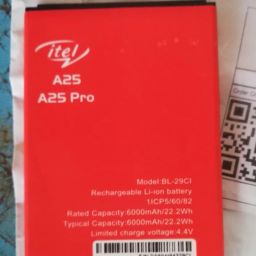 itel
A25
A25 Pro
MODEL: BL-29CI
Rechargeable Li-ion battery
1ICP5/60/82
Rated Capacity:6000mAh/22.2Wh
Typical Capacity:6000mAh/22.2Wh
Limited charge voltage:4.4V
Order